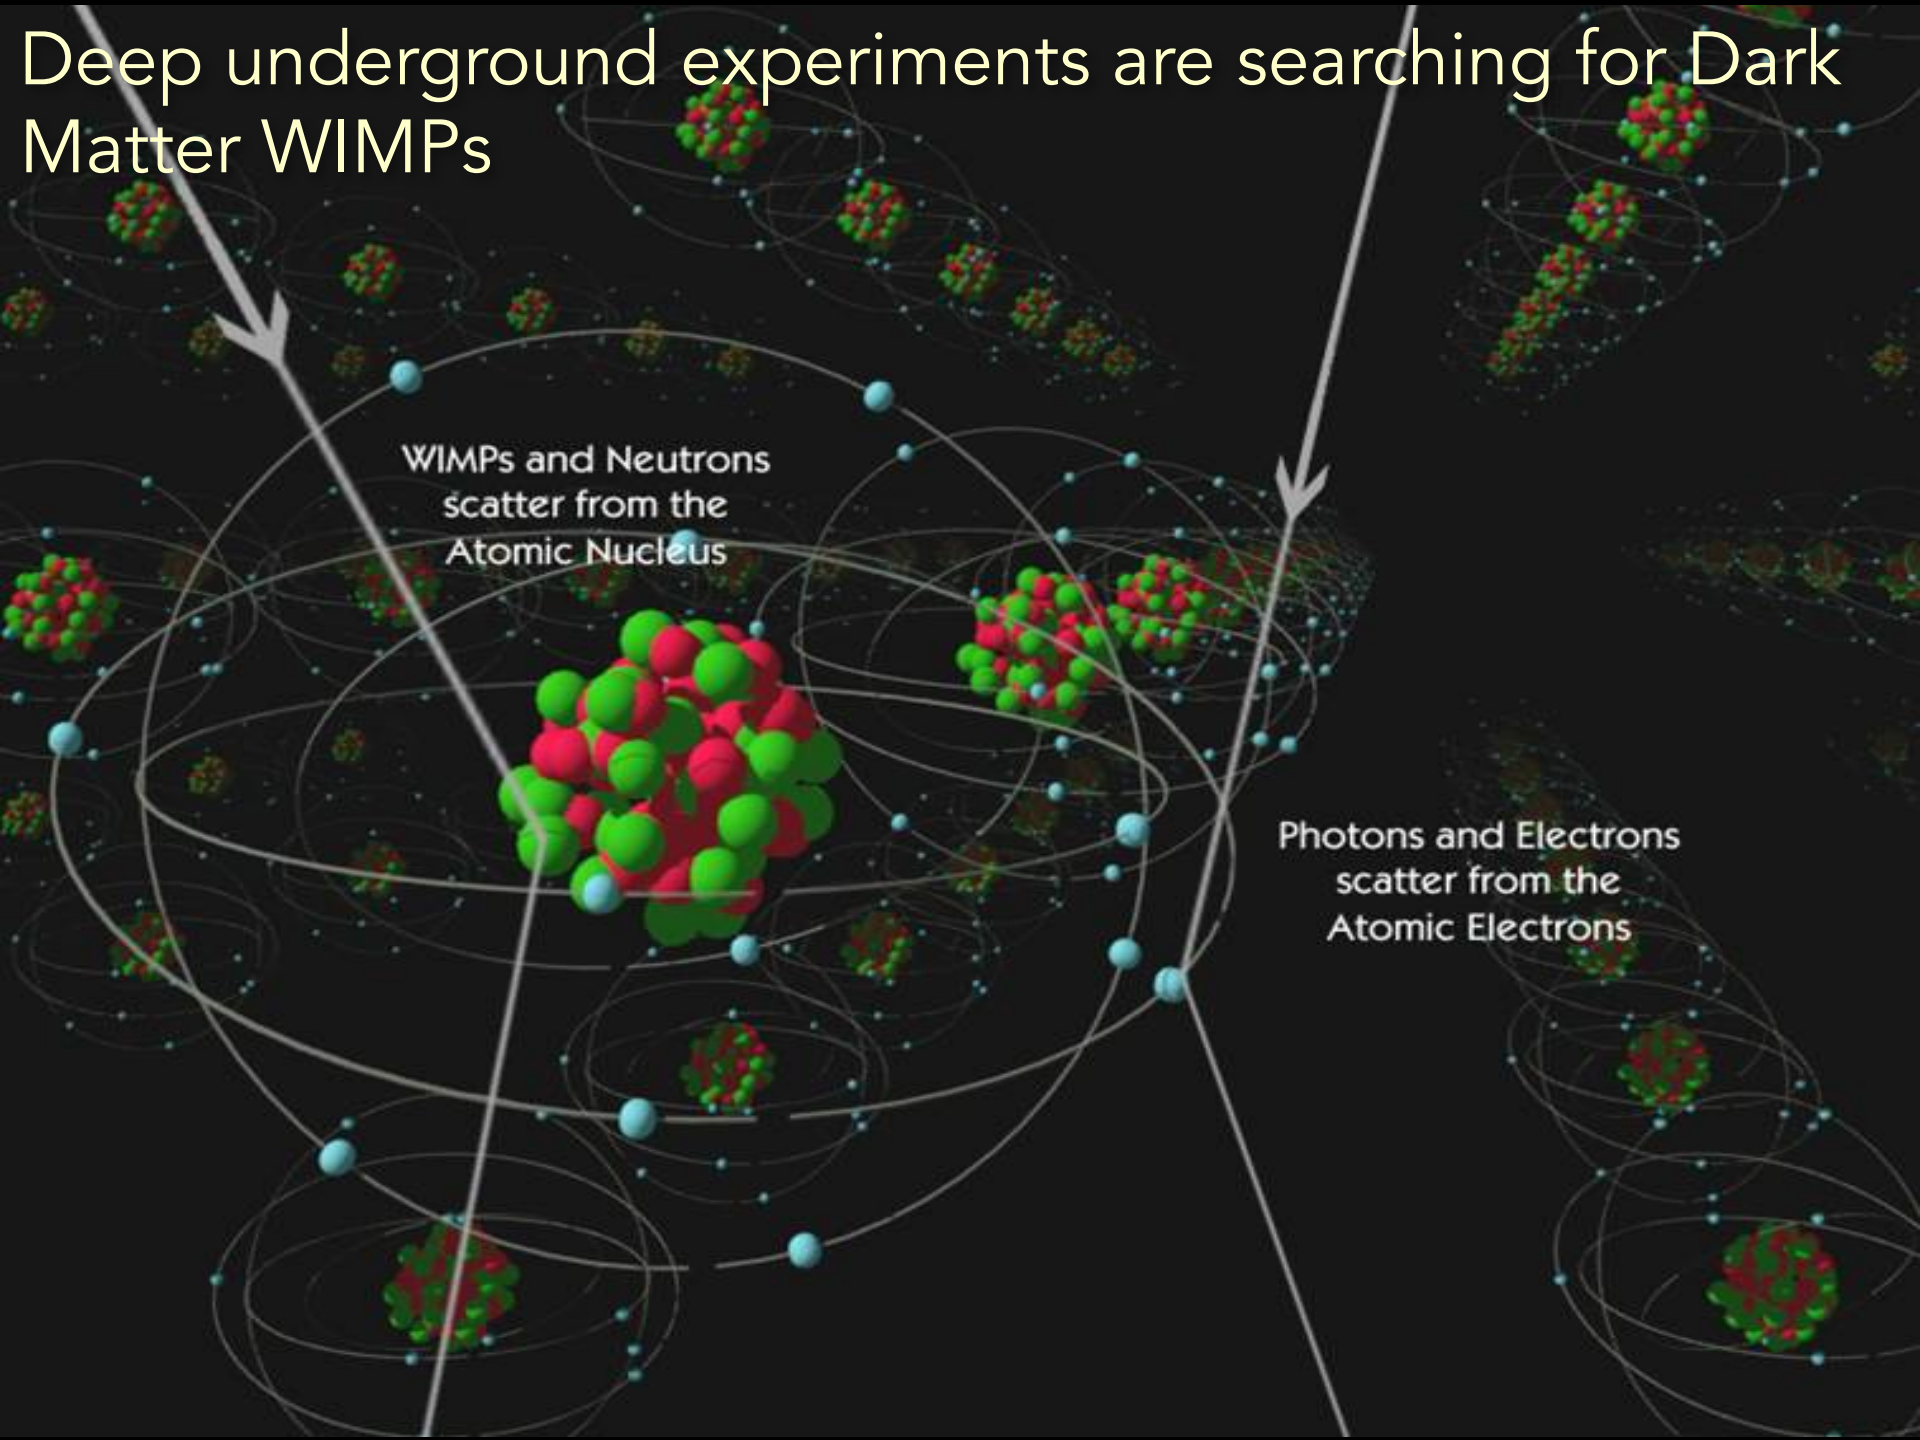 Deep underground experiments are searching for Dark
Matter WIMPs
WIMPs and Neutrons
scatter from the
Atomic Nucleus
Photons and Electrons
scatter from the
Atomic Electrons